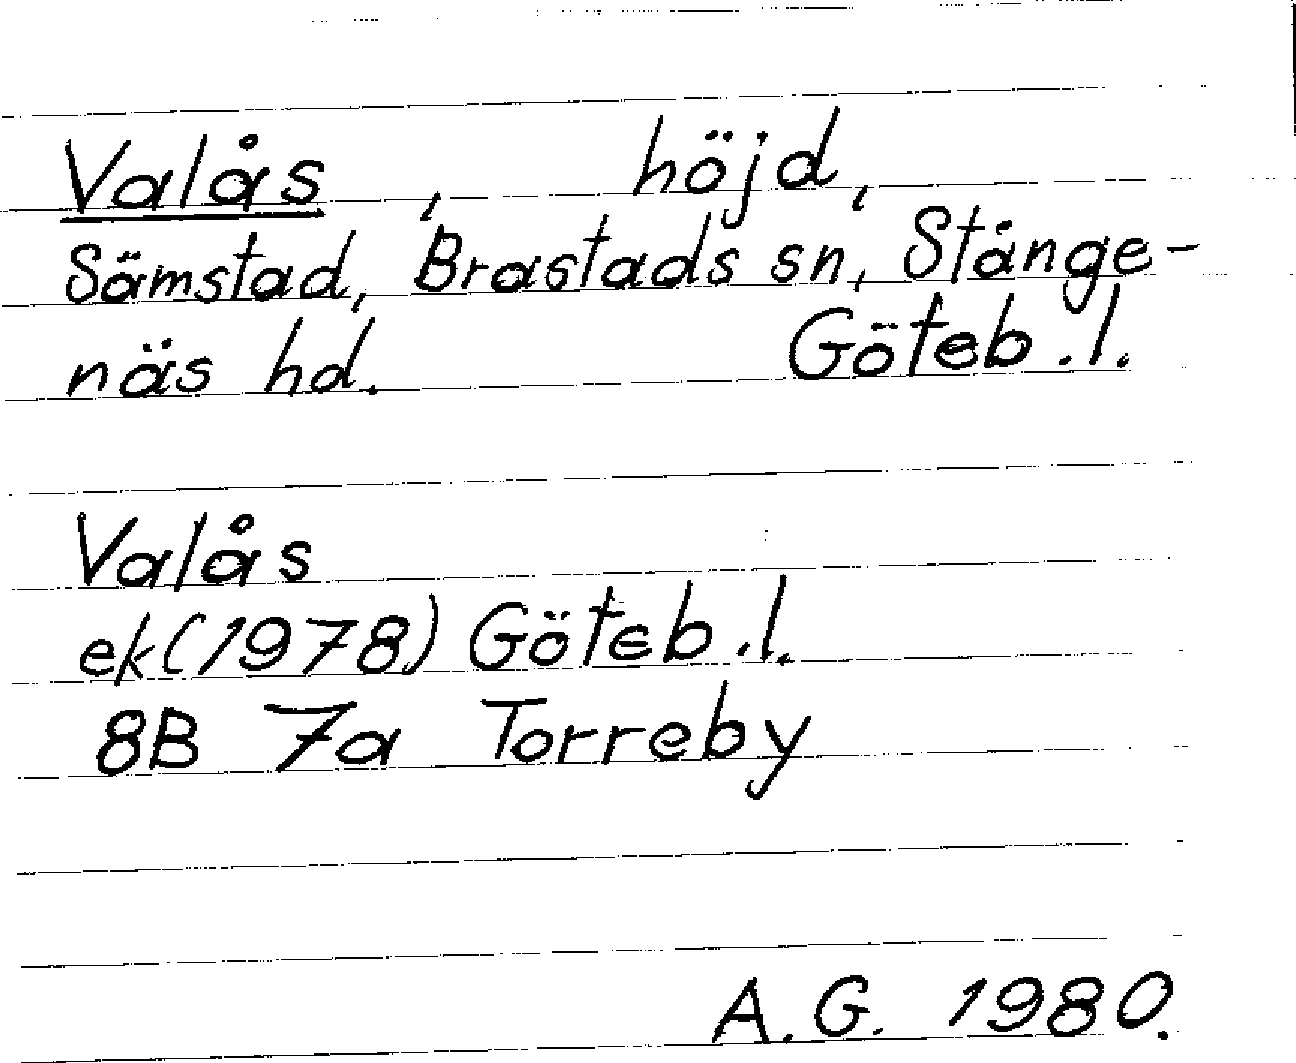 Valås , höjd,
Sämstad, Brastads sn, Stånge-
näs hd. Göteb.l.
Valås
ek(1978) Göteb.l.
8B 7a Torreby
A.G. 1980.